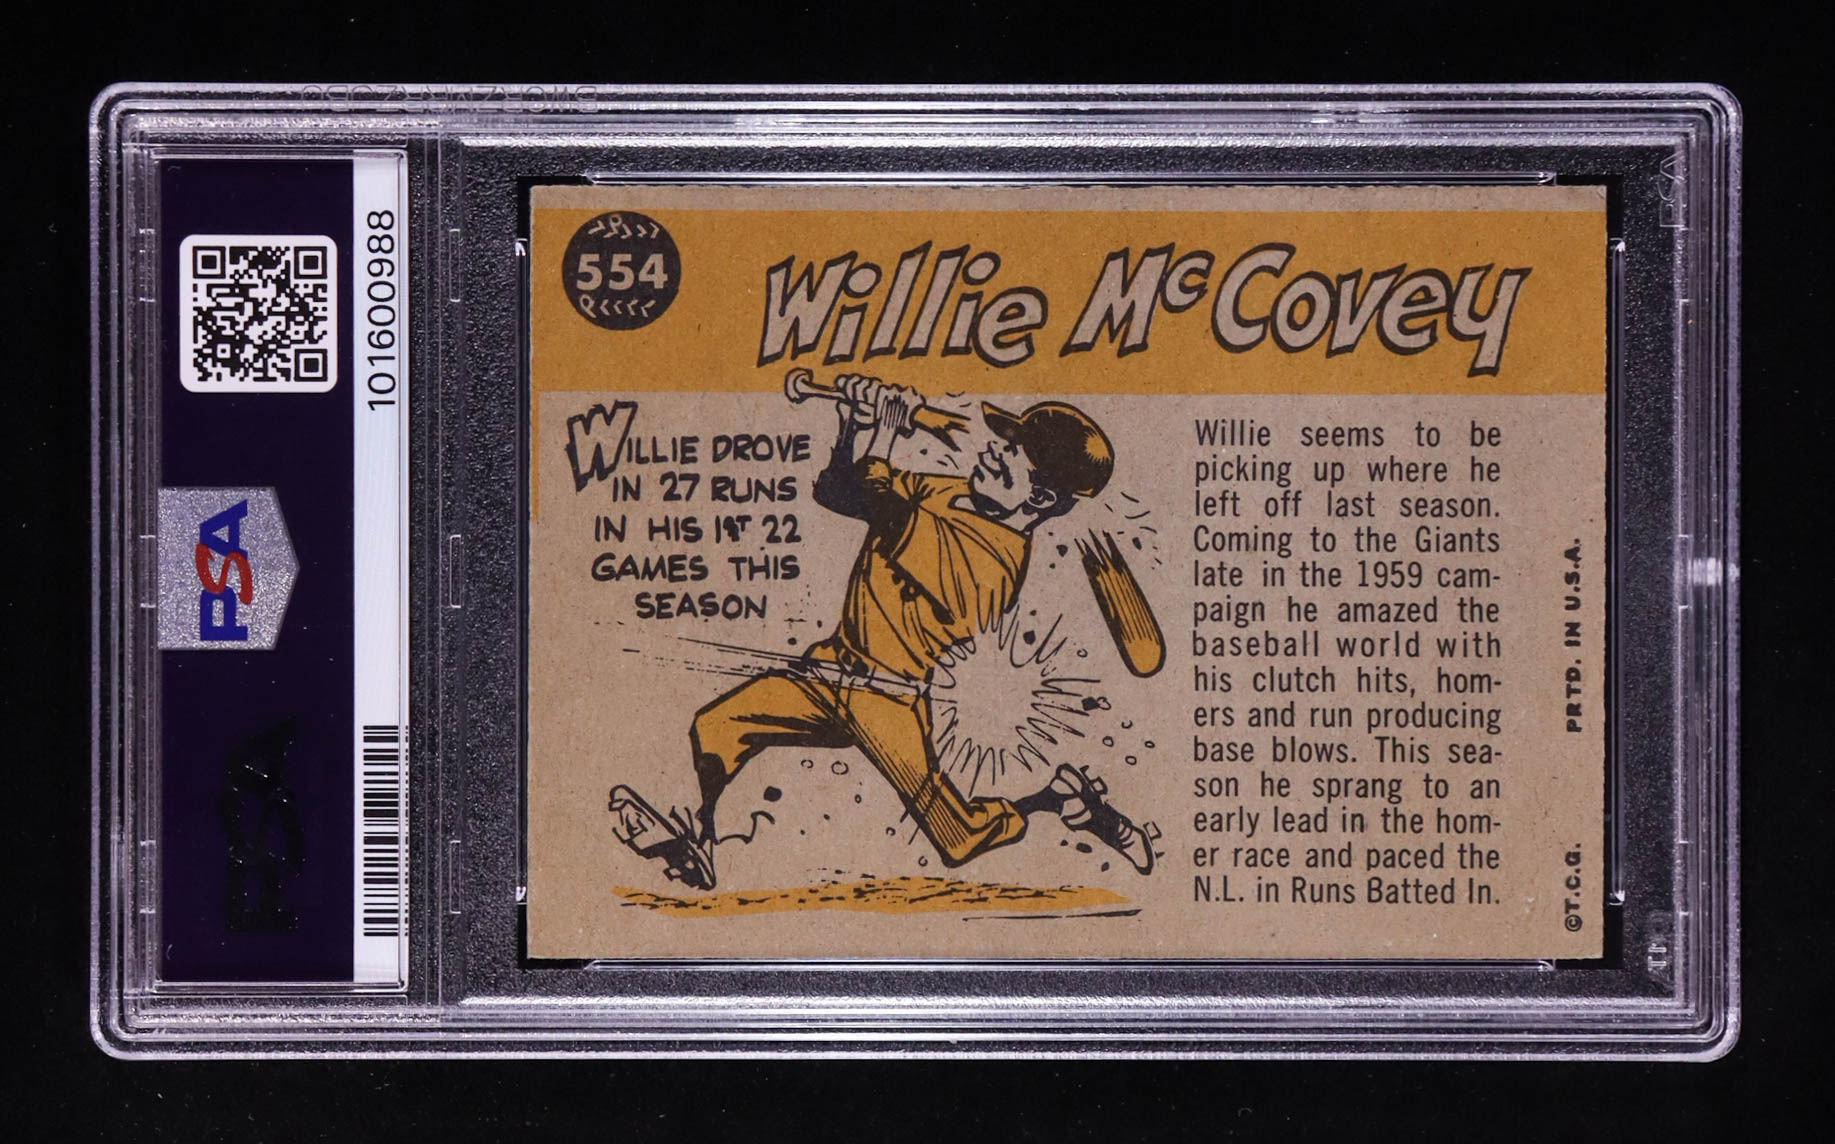 101600988
PSA
PSA
554
Willie McCovey
WILLIE DROVE
IN 27 RUNS
IN HIS 1ST 22
GAMES THIS
SEASON
Willie seems to be
picking up where he
left off last season.
Coming to the Giants
late in the 1959 cam-
paign he amazed the
baseball world with
his clutch hits, hom-
ers and run producing
base blows. This sea-
son he sprang to an
early lead in the hom-
er race and paced the
N.L. in Runs Batted In.
©T.C.G.
PRTD. IN U.S.A.
PSA